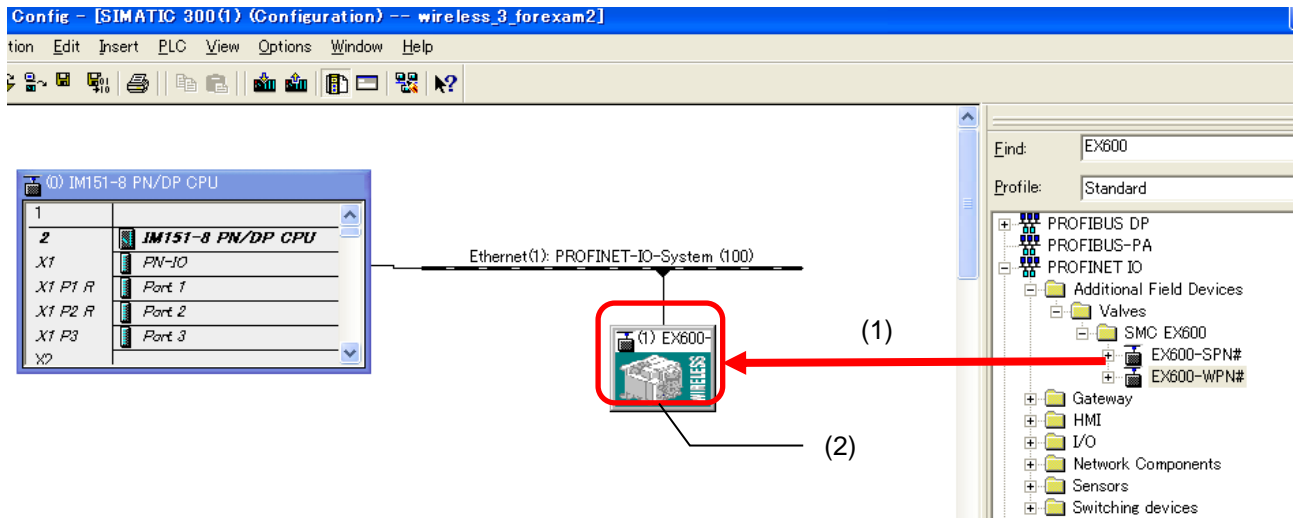 Config - [SIMATIC 300(1) (Configuration) -- wireless_3_forexam2]
tion Edit Insert PLC View Options Window Help
(0) IM151-8 PN/DP CPU
1
2 IM151-8 PN/DP CPU
X1 PN-IO
X1 P1 R Port 1
X1 P2 R Port 2
X1 P3 Port 3
X2
Ethernet(1): PROFINET-IO-System (100)
(1) EX600-
WIRELESS
(1)
(2)
Find: EX600
Profile: Standard
PROFIBUS DP
PROFIBUS-PA
PROFINET IO
Additional Field Devices
Valves
SMC EX600
EX600-SPN#
EX600-WPN#
Gateway
HMI
I/O
Network Components
Sensors
Switching devices